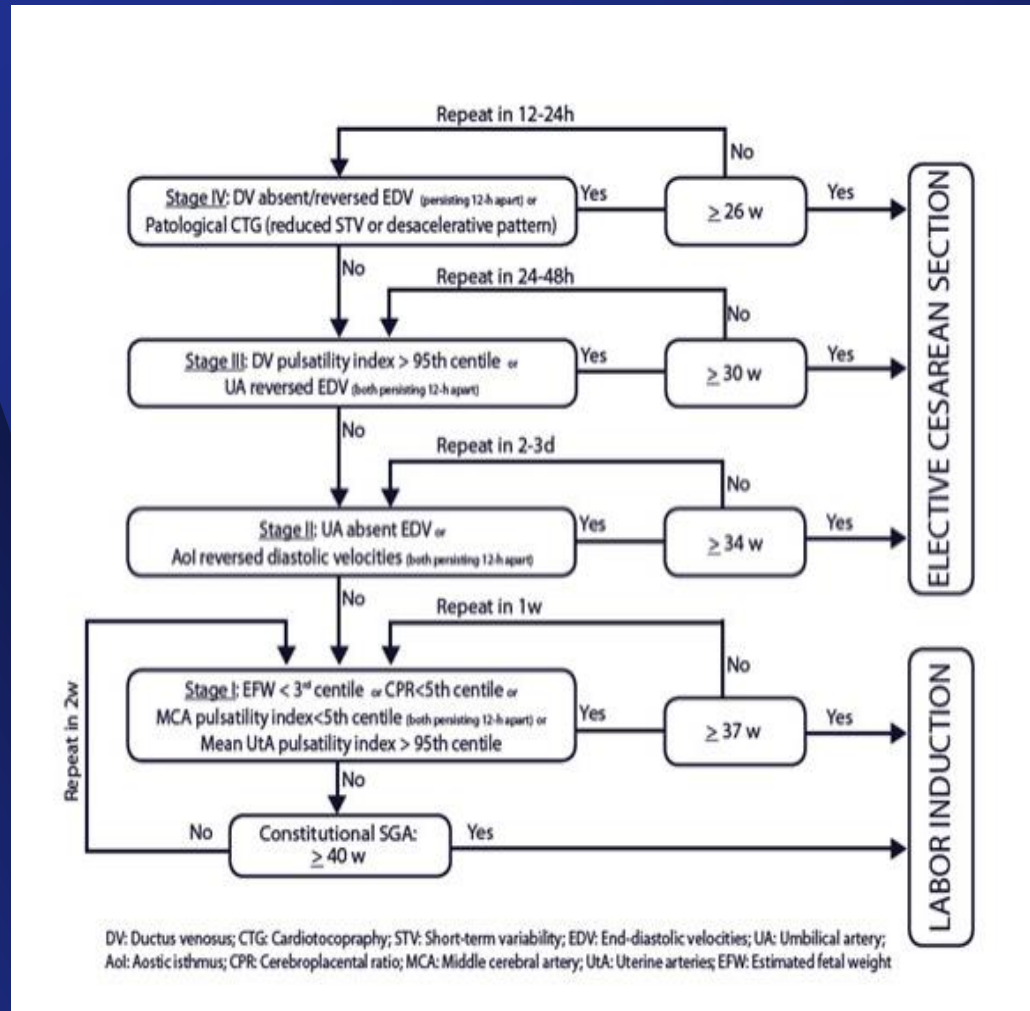 Repeat in 12-24h
No
Stage IV: DV absent/reversed EDV (persisting 12-h apart) or
Patological CTG (reduced STV or desacelerative pattern)
Yes
≥ 26 w
Yes
No
Repeat in 24-48h
No
Stage III: DV pulsatility index > 95th centile or
UA reversed EDV (both persisting 12-h apart)
Yes
≥ 30 w
Yes
No
Repeat in 2-3d
No
Stage II: UA absent EDV or
AoI reversed diastolic velocities (both persisting 12-h apart)
Yes
≥ 34 w
Yes
ELECTIVE CESAREAN SECTION
No
Repeat in 1w
No
Stage I: EFW < 3rd centile or CPR<5th centile or
MCA pulsatility index<5th centile (both persisting 12-h apart) or
Mean UtA pulsatility index > 95th centile
Yes
≥ 37 w
Yes
Repeat in 2w
No
No
Constitutional SGA:
≥ 40 w
Yes
LABOR INDUCTION
DV: Ductus venosus; CTG: Cardiotocopraphy; STV: Short-term variability; EDV: End-diastolic velocities; UA: Umbilical artery;
AoI: Aostic isthmus; CPR: Cerebroplacental ratio; MCA: Middle cerebral artery; UtA: Uterine arteries; EFW: Estimated fetal weight